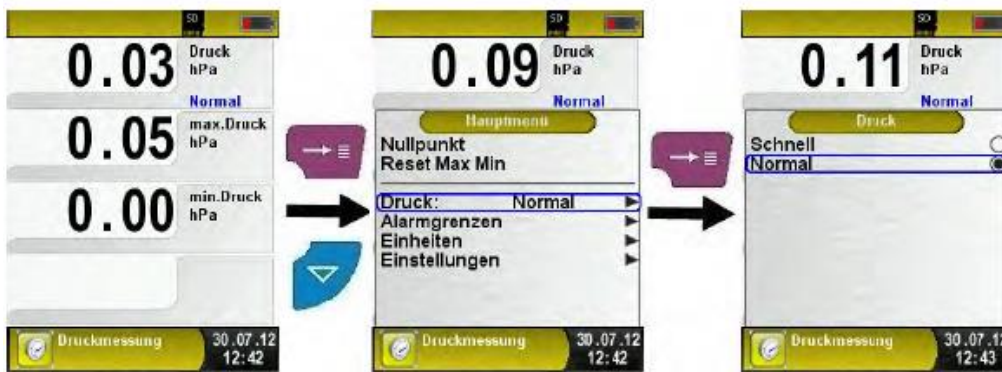 SD
0.03 Druck
hPa
Normal
0.05 max.Druck
hPa
0.00 min.Druck
hPa
Druckmessung 30.07.12
12:42
SD
0.09 Druck
hPa
Normal
Hauptmenü
Nullpunkt
Reset Max Min
Druck: Normal
Alarmgrenzen
Einheiten
Einstellungen
Druckmessung 30.07.12
12:42
SD
0.11 Druck
hPa
Normal
Druck
Schnell
Normal
Druckmessung 30.07.12
12:43